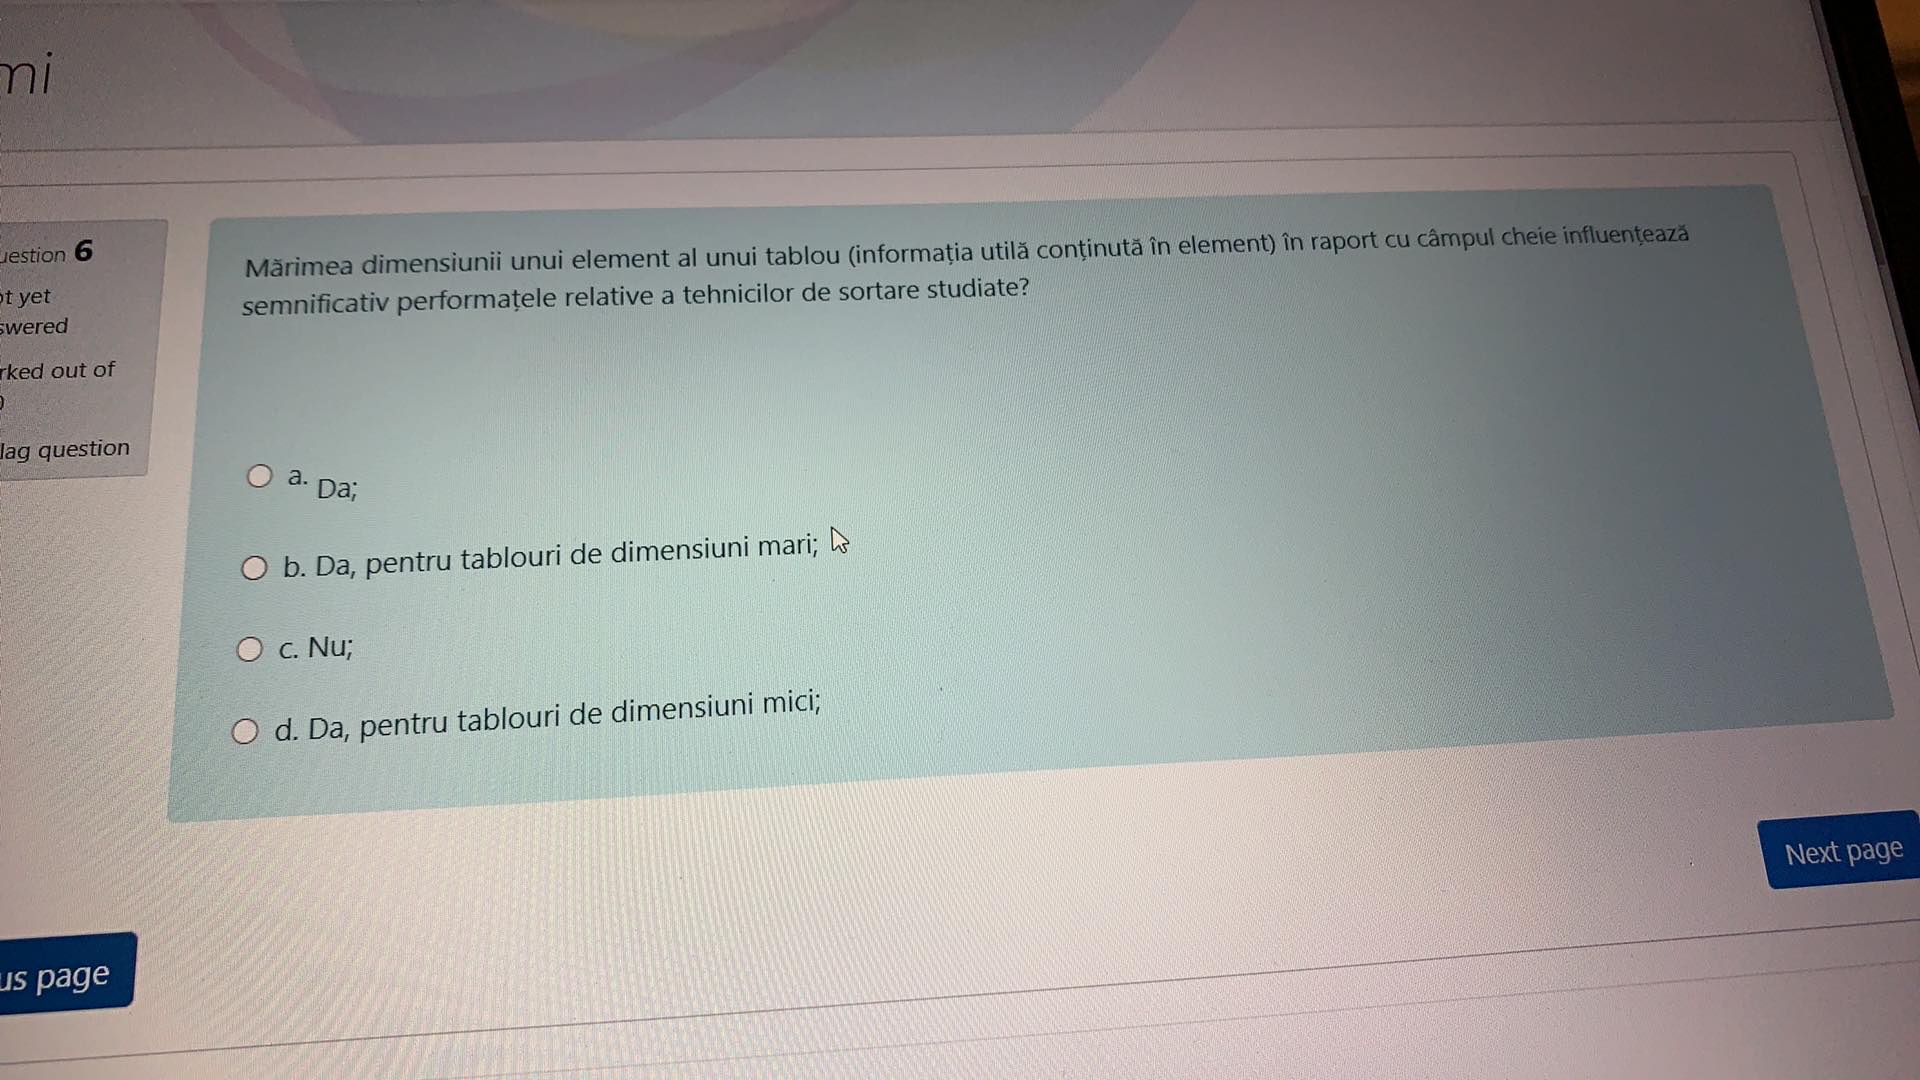 mi
uestion 6
ot yet
swered
rked out of
lag question
Mărimea dimensiunii unui element al unui tablou (informația utilă conținută în element) în raport cu câmpul cheie influențează
semnificativ performațele relative a tehnicilor de sortare studiate?
a. Da;
b. Da, pentru tablouri de dimensiuni mari;
c. Nu;
d. Da, pentru tablouri de dimensiuni mici;
Next page
us page